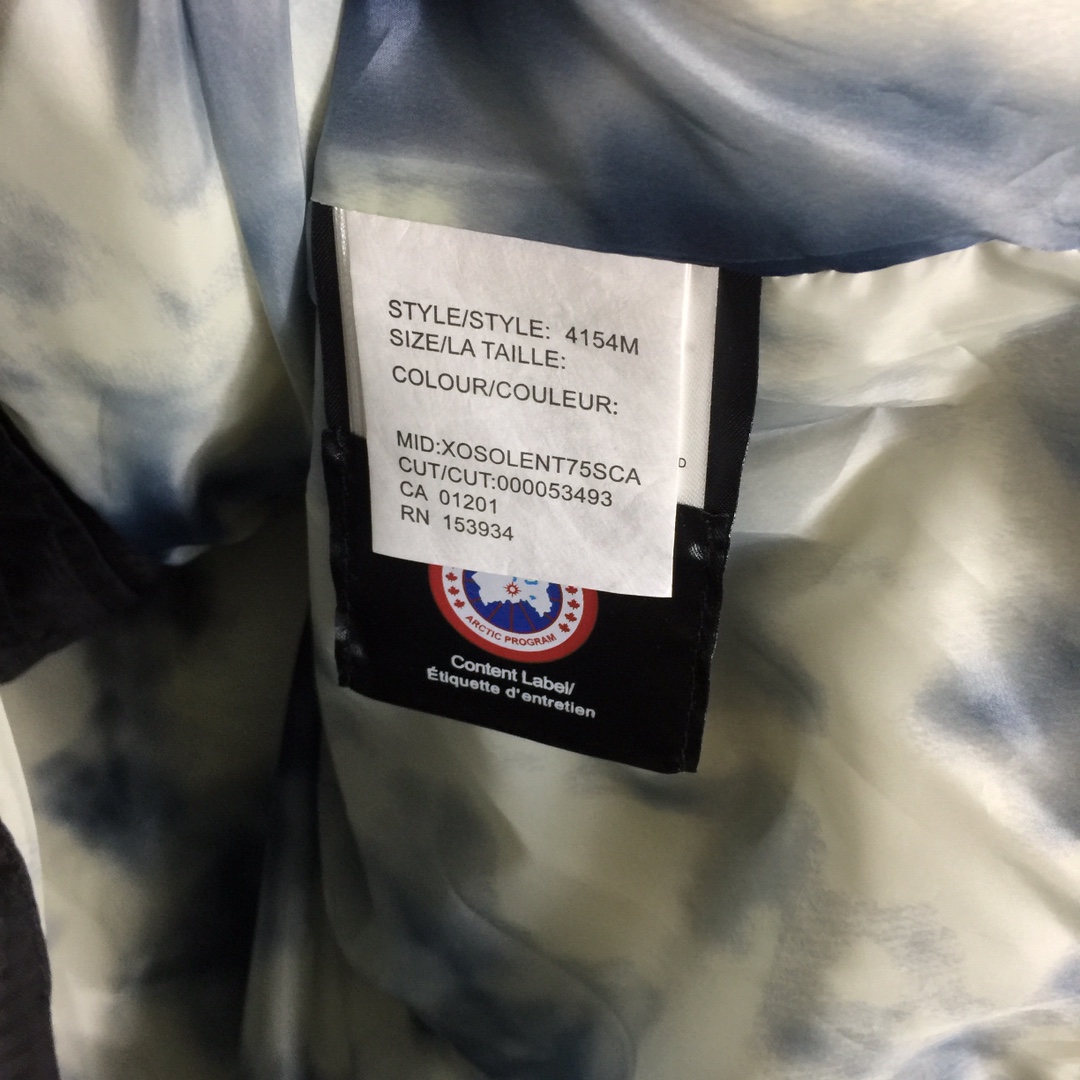 STYLE/STYLE: 4154M
SIZE/LA TAILLE:
COLOUR/COULEUR:
MID:XOSOLENT75SCA
CUT/CUT:000053493
CA 01201
RN 153934
D
ARCTIC PROGRAM
Content Label/
Étiquette d'entretien